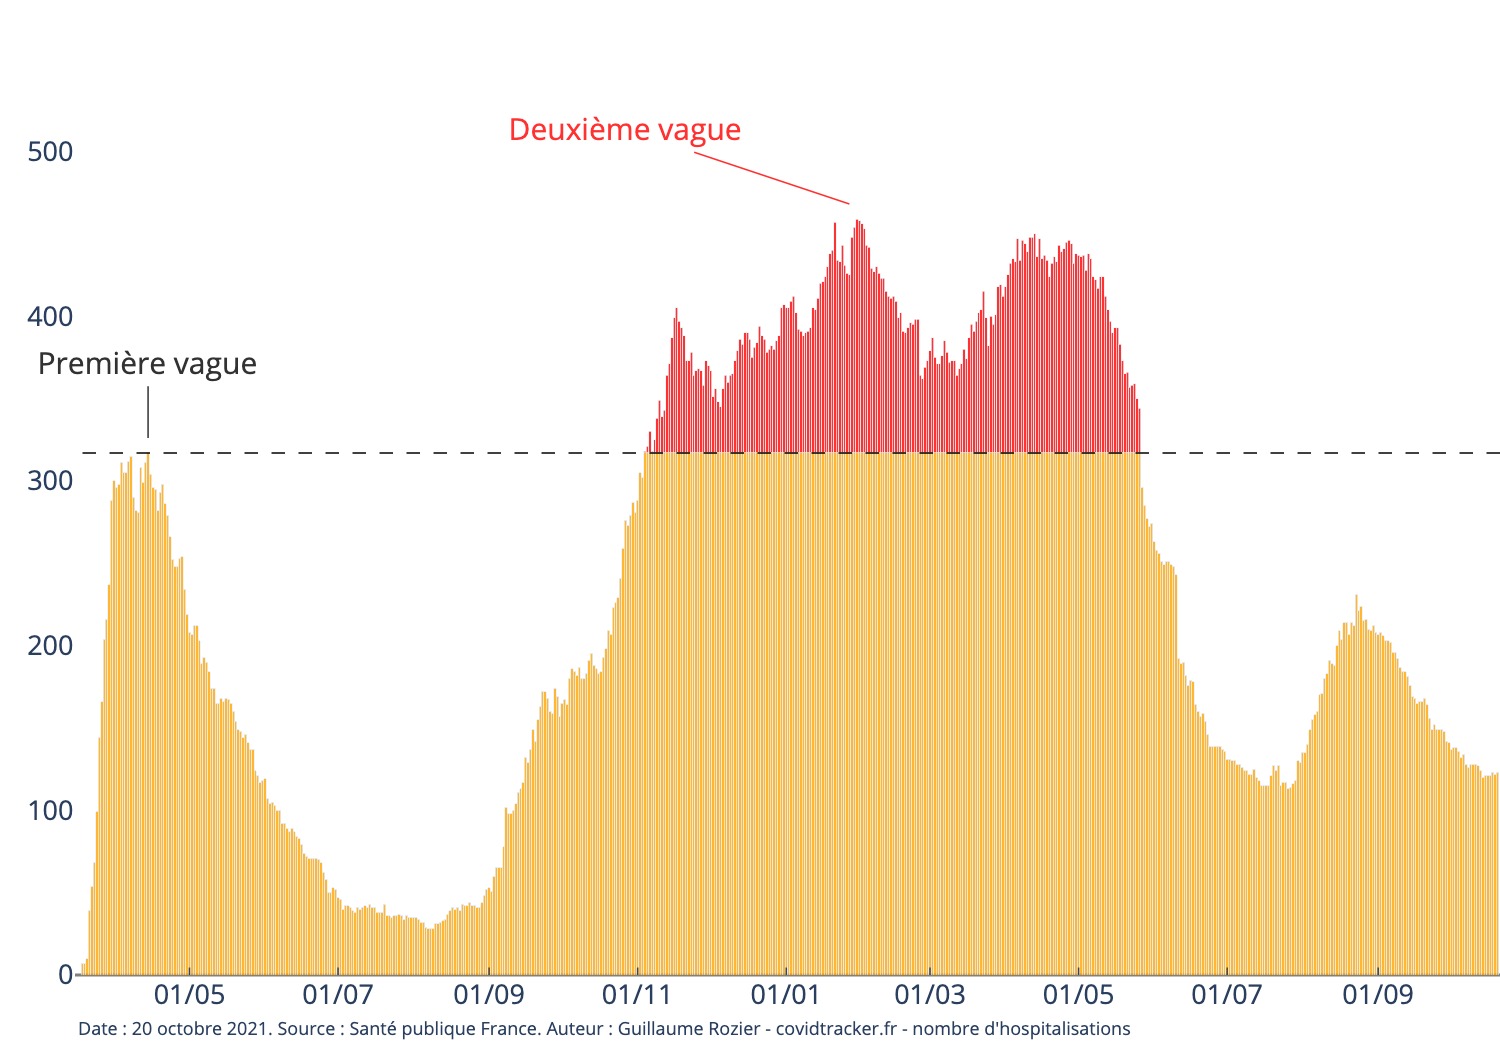 Deuxième vague
500
400
Première vague
300
200
100
0
01/05 01/07 01/09 01/11 01/01 01/03 01/05 01/07 01/09
Date : 20 octobre 2021. Source : Santé publique France. Auteur : Guillaume Rozier - covidtracker.fr - nombre d'hospitalisations